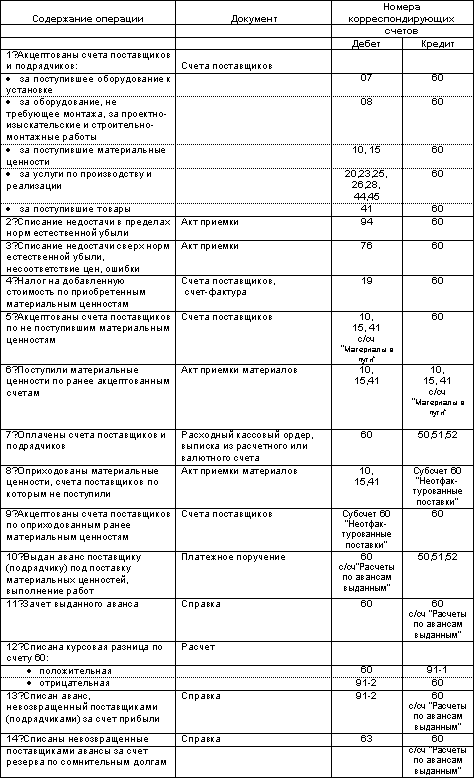 Содержание операции Документ Номера
корреспондирующих
счетов
Дебет Кредит
1?Акцептованы счета поставщиков
и подрядчиков: Счета поставщиков
• за поступившее оборудование к 07 60
установке
• за оборудование, не 08 60
требующее монтажа, за проектно-
изыскательские и строительно-
монтажные работы
• за поступившие материальные 10, 15 60
ценности
• за услуги по производству и 20,23,25, 60
реализации 26,28,
44,45
• за поступившие товары 41 60
2?Списание недостачи в пределах Акт приемки 94 60
норм естественной убыли
3?Списание недостачи сверх норм Акт приемки 76 60
естественной убыли,
несоответствие цен, ошибки
4?Налог на добавленную Счета поставщиков, 19 60
стоимость по приобретенным счет-фактура
материальным ценностям
5?Акцептованы счета поставщиков Счета поставщиков 10, 60
по не поступившим материальным 15, 41
ценностям с/сч
"Материалы в
пути"
6?Поступили материальные Акт приемки материалов 10, 10,
ценности по ранее акцептованным 15,41 15, 41
счетам с/сч
"Материалы в
пути"
7?Оплачены счета поставщиков и Расходный кассовый ордер, 60 50,51,52
подрядчиков выписка из расчетного или
валютного счета
8?Оприходованы материальные Акт приемки материалов 10, Субсчет 60
ценности, счета поставщиков по 15,41 "Неотфак-
которым не поступили турованные
поставки"
9?Акцептованы счета поставщиков Счета поставщиков Субсчет 60 60
по оприходованным ранее "Неотфак-
материальным ценностям турованные
поставки"
10?Выдан аванс поставщику Платежное поручение 60 50,51,52
(подрядчику) под поставку с/сч"Расчеты
материальных ценностей, по авансам
выполнение работ выданным"
11?Зачет выданного аванса Справка 60 60
с/сч "Расчеты
по авансам
выданным"
12?Списана курсовая разница по Расчет
счету 60:
• положительная 60 91-1
• отрицательная 91-2 60
13?Списан аванс, Справка 91-2 60
невозвращенный поставщиками с/сч "Расчеты
(подрядчиками) за счет прибыли по авансам
выданным"
14?Списаны невозвращенные Справка 63 60
поставщиками авансы за счет с/сч "Расчеты
резерва по сомнительным долгам по авансам
выданным"